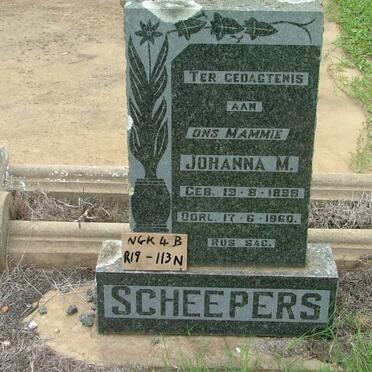 TER GEDAGTENIS
AAN
ONS MAMMIE
JOHANNA M.
GEB. 19-8-1898
OORL. 17-6-1960.
RUS SAG.
NGK 4 B
R19-113N
SCHEEPERS